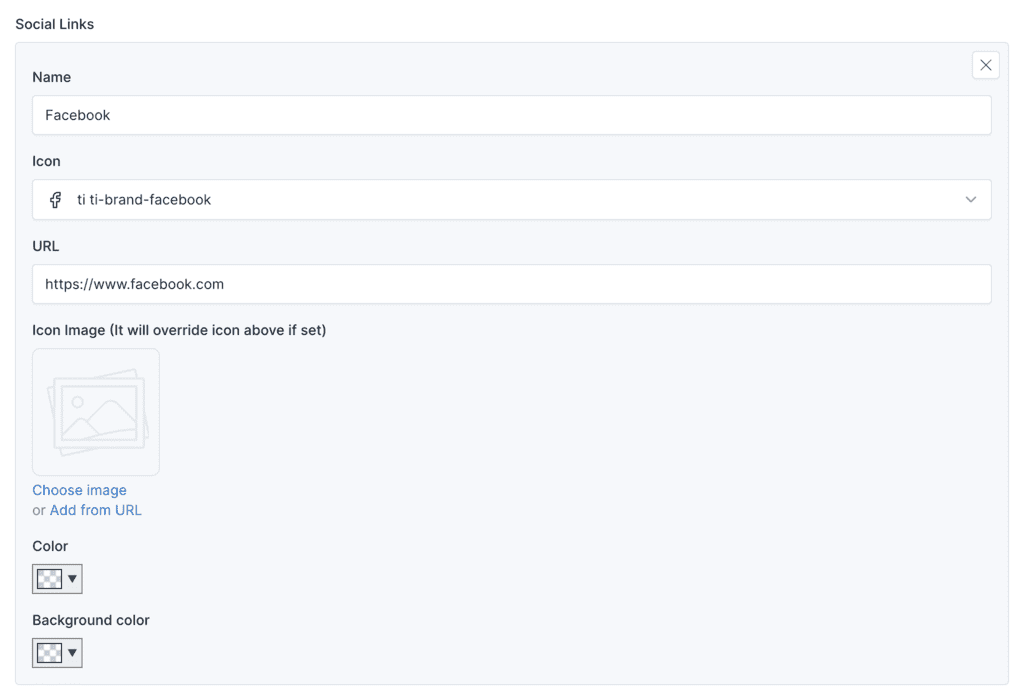 Social Links
Name
Facebook
Icon
ti ti-brand-facebook
URL
https://www.facebook.com
Icon Image (It will override icon above if set)
Choose image
or Add from URL
Color
Background color